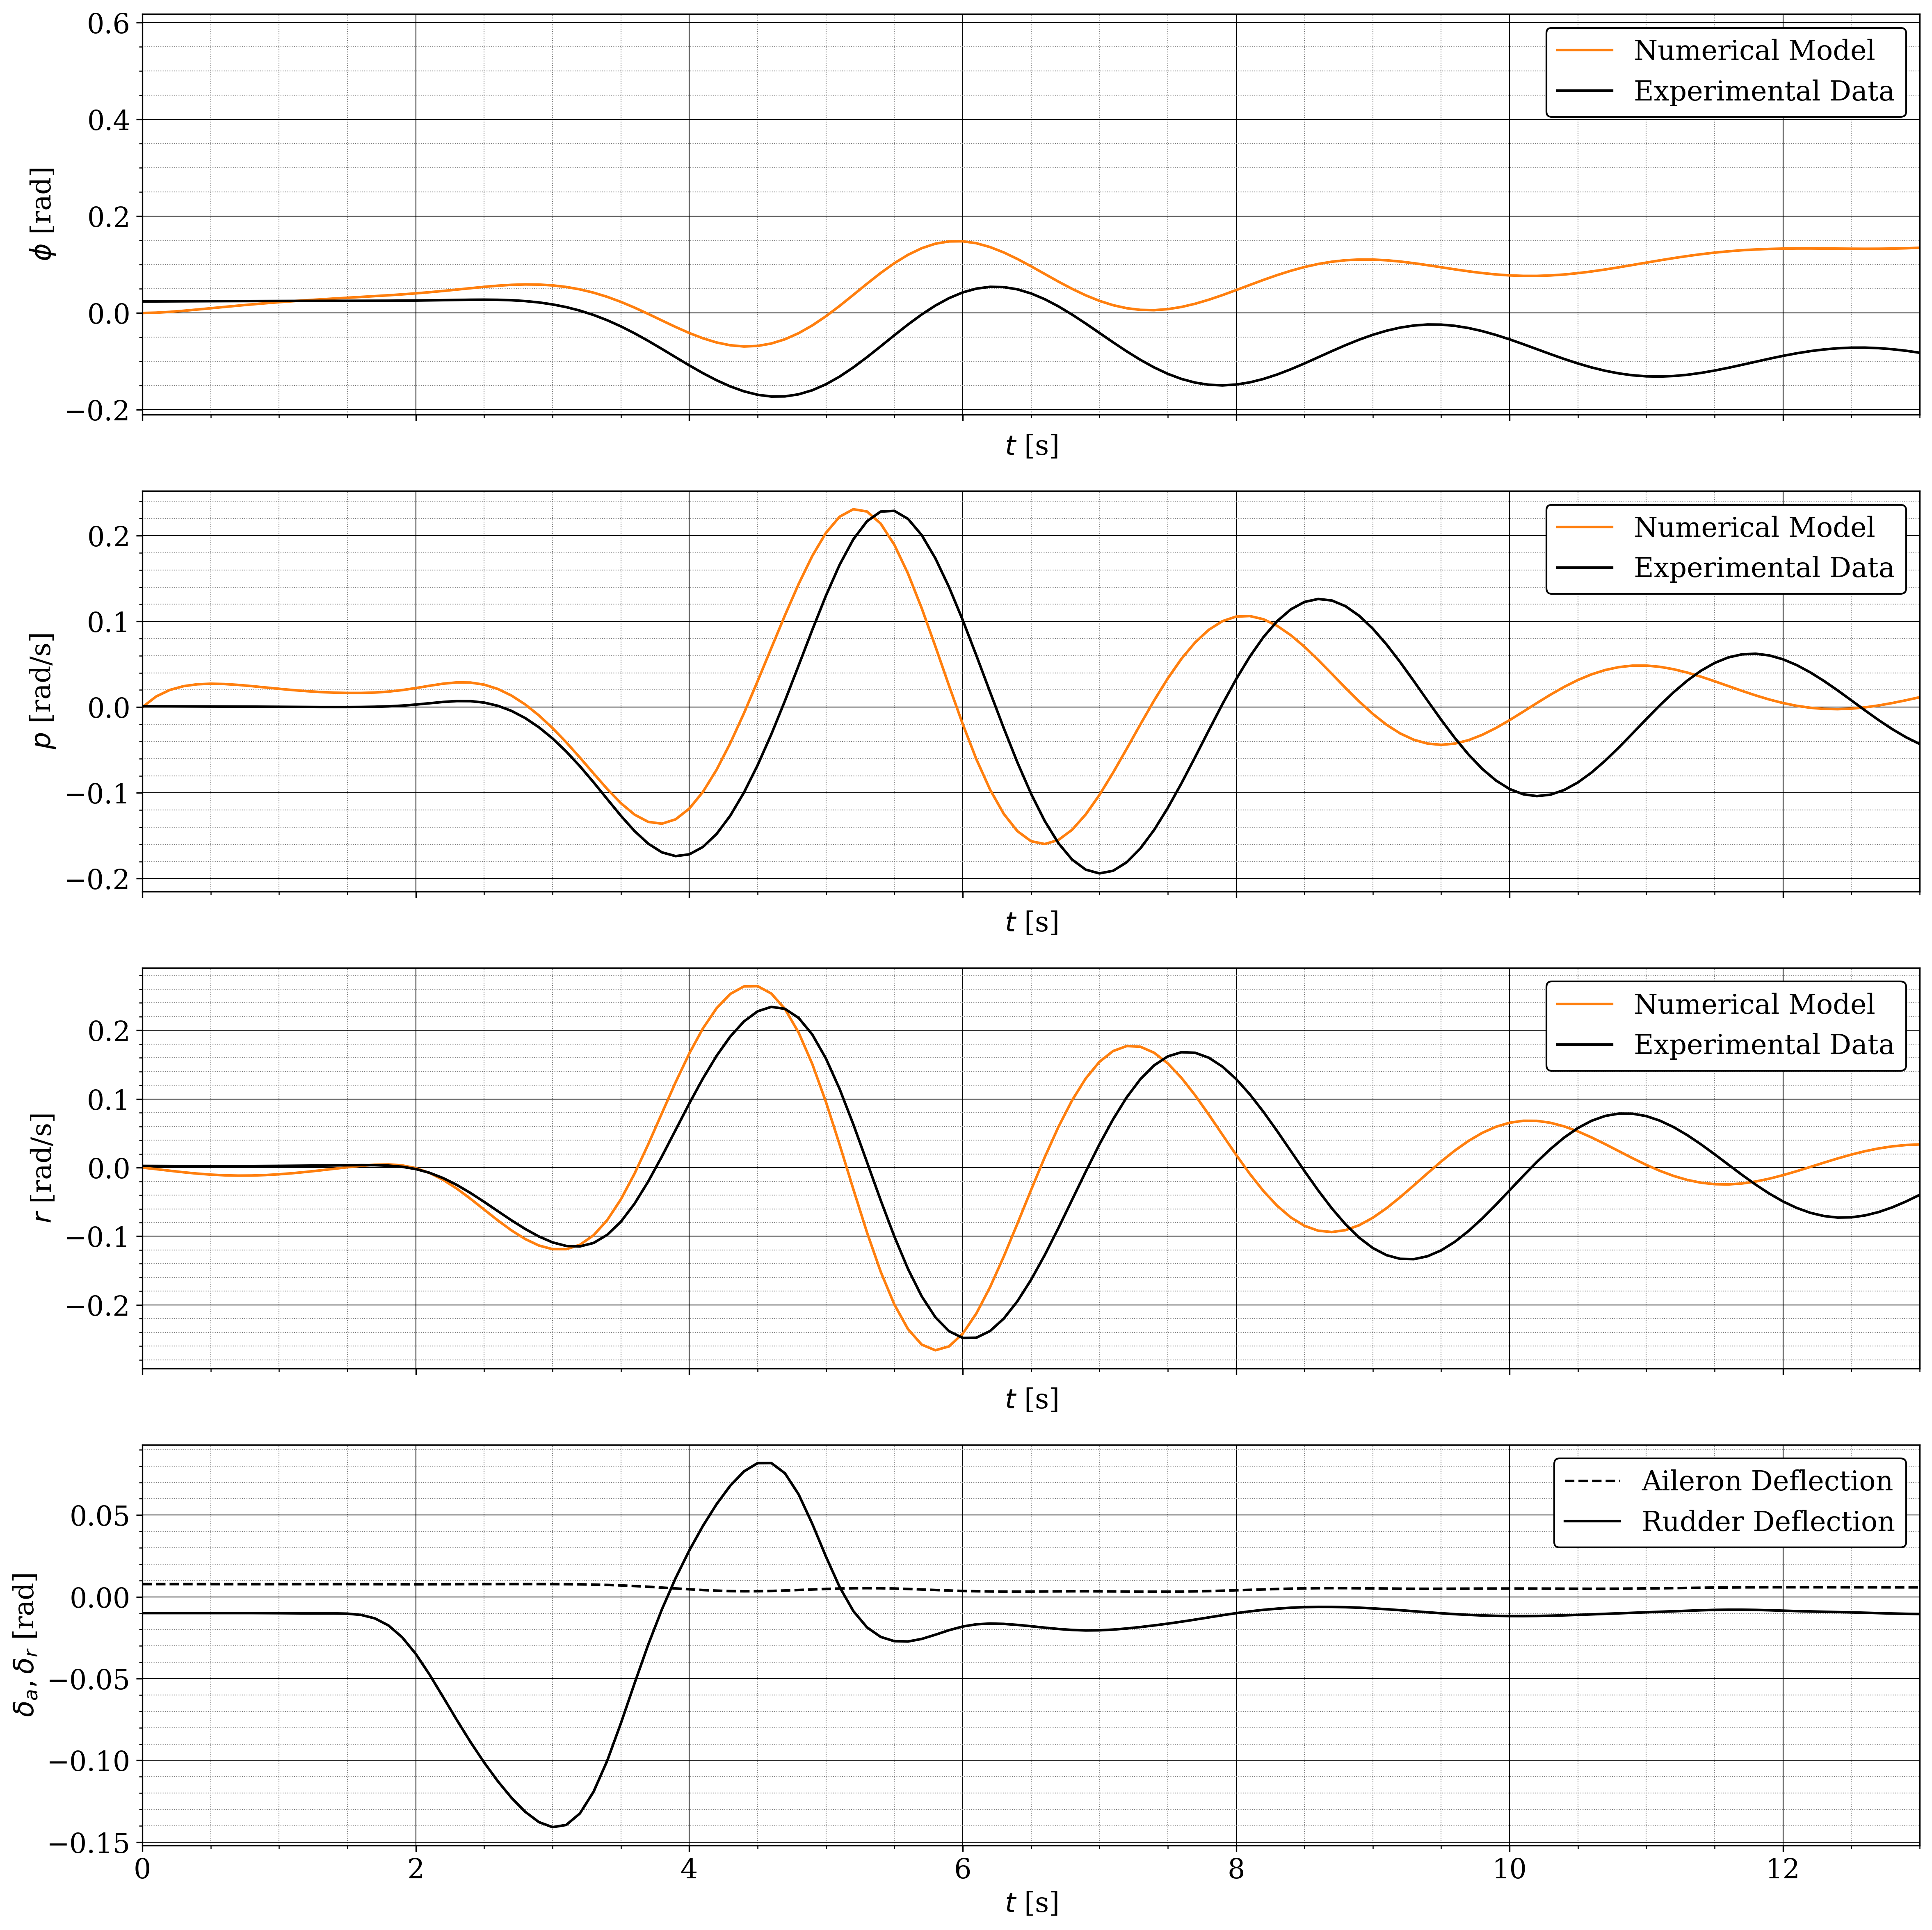 0.6
0.4
0.2
0.0
−0.2
ϕ [rad]
Numerical Model
Experimental Data
t [s]
0.2
0.1
0.0
−0.1
−0.2
p [rad/s]
Numerical Model
Experimental Data
t [s]
0.2
0.1
0.0
−0.1
−0.2
r [rad/s]
Numerical Model
Experimental Data
t [s]
0.05
0.00
−0.05
−0.10
−0.15
δₐ, δᵣ [rad]
Aileron Deflection
Rudder Deflection
0 2 4 6 8 10 12
t [s]